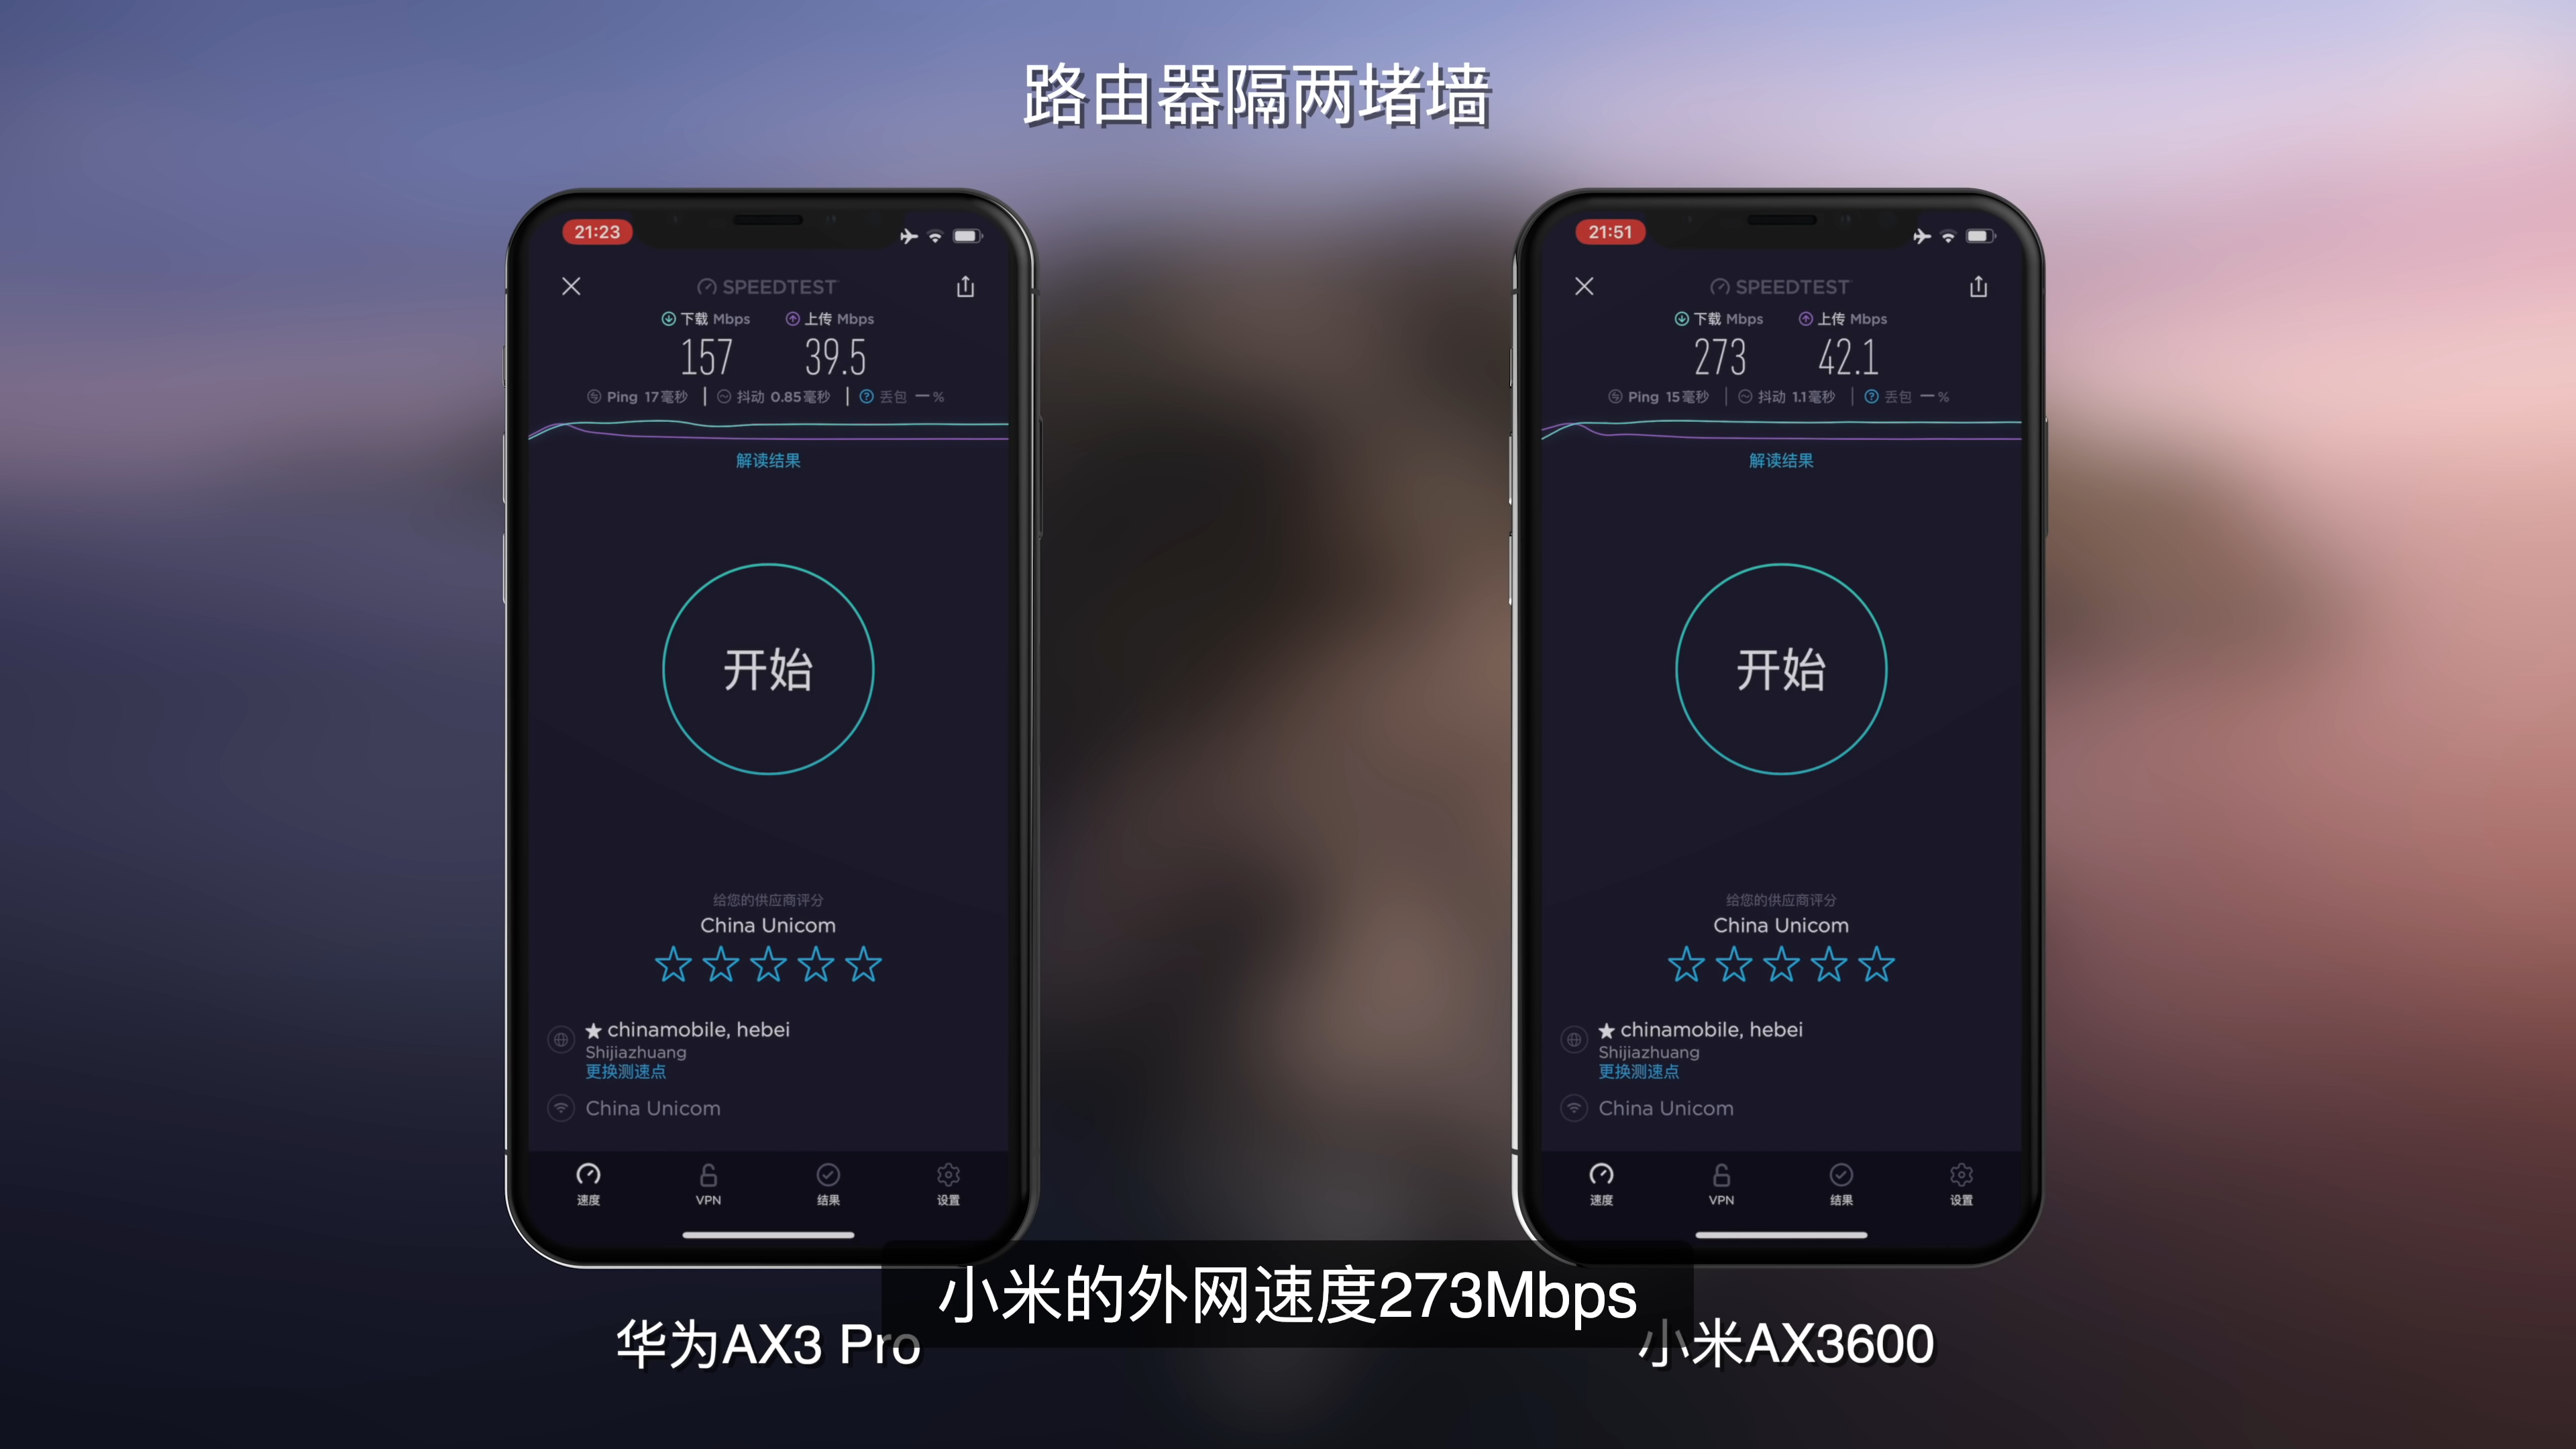 路由器隔两堵墙
21:23
SPEEDTEST
下载 Mbps 上传 Mbps
157 39.5
Ping 17毫秒 抖动 0.85毫秒 丢包 — %
解读结果
开始
给您的供应商评分
China Unicom
chinamobile, hebei
Shijiazhuang
更换测速点
China Unicom
速度 VPN 结果 设置
21:51
SPEEDTEST
下载 Mbps 上传 Mbps
273 42.1
Ping 15毫秒 抖动 1.1毫秒 丢包 — %
解读结果
开始
给您的供应商评分
China Unicom
chinamobile, hebei
Shijiazhuang
更换测速点
China Unicom
速度 VPN 结果 设置
小米的外网速度273Mbps
华为AX3 Pro
小米AX3600